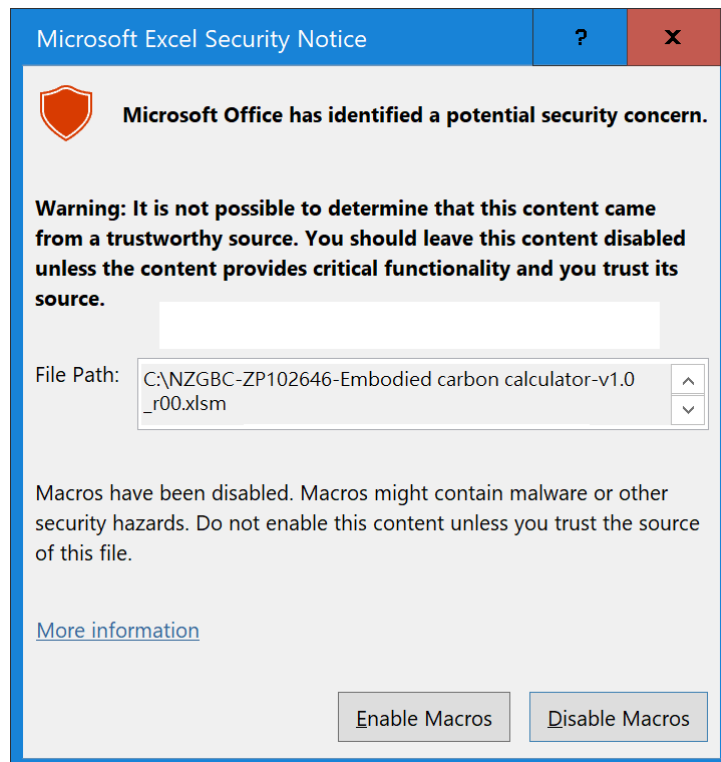 Microsoft Excel Security Notice ? x
Microsoft Office has identified a potential security concern.
Warning: It is not possible to determine that this content came
from a trustworthy source. You should leave this content disabled
unless the content provides critical functionality and you trust its
source.
File Path: C:\NZGBC-ZP102646-Embodied carbon calculator-v1.0
_r00.xlsm
Macros have been disabled. Macros might contain malware or other
security hazards. Do not enable this content unless you trust the source
of this file.
More information
Enable Macros Disable Macros